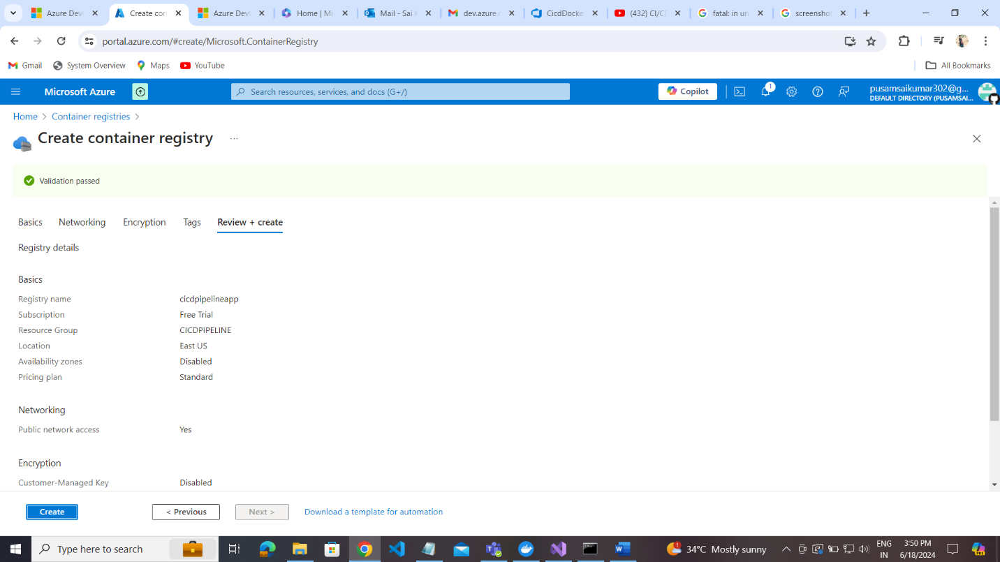 Azure Dev
Create con
Azure Dev
Home | Mi
Mail - Sai
dev.azure.c
CicdDocke
(432) CI/CI
fatal: in un
screenshot
portal.azure.com/#create/Microsoft.ContainerRegistry
Gmail
System Overview
Maps
YouTube
All Bookmarks
Microsoft Azure
Search resources, services, and docs (G+/)
Copilot
1
pusamsaikumar302@g...
DEFAULT DIRECTORY (PUSAMSAI...
Home
Container registries
Create container registry
...
Validation passed
Basics
Networking
Encryption
Tags
Review + create
Registry details
Basics
Registry name cicdpipelineapp
Subscription Free Trial
Resource Group CICDPIPELINE
Location East US
Availability zones Disabled
Pricing plan Standard
Networking
Public network access Yes
Encryption
Customer-Managed Key Disabled
Create
< Previous
Next >
Download a template for automation
Type here to search
1
34°C Mostly sunny
ENG
IN
3:50 PM
6/18/2024
PRE